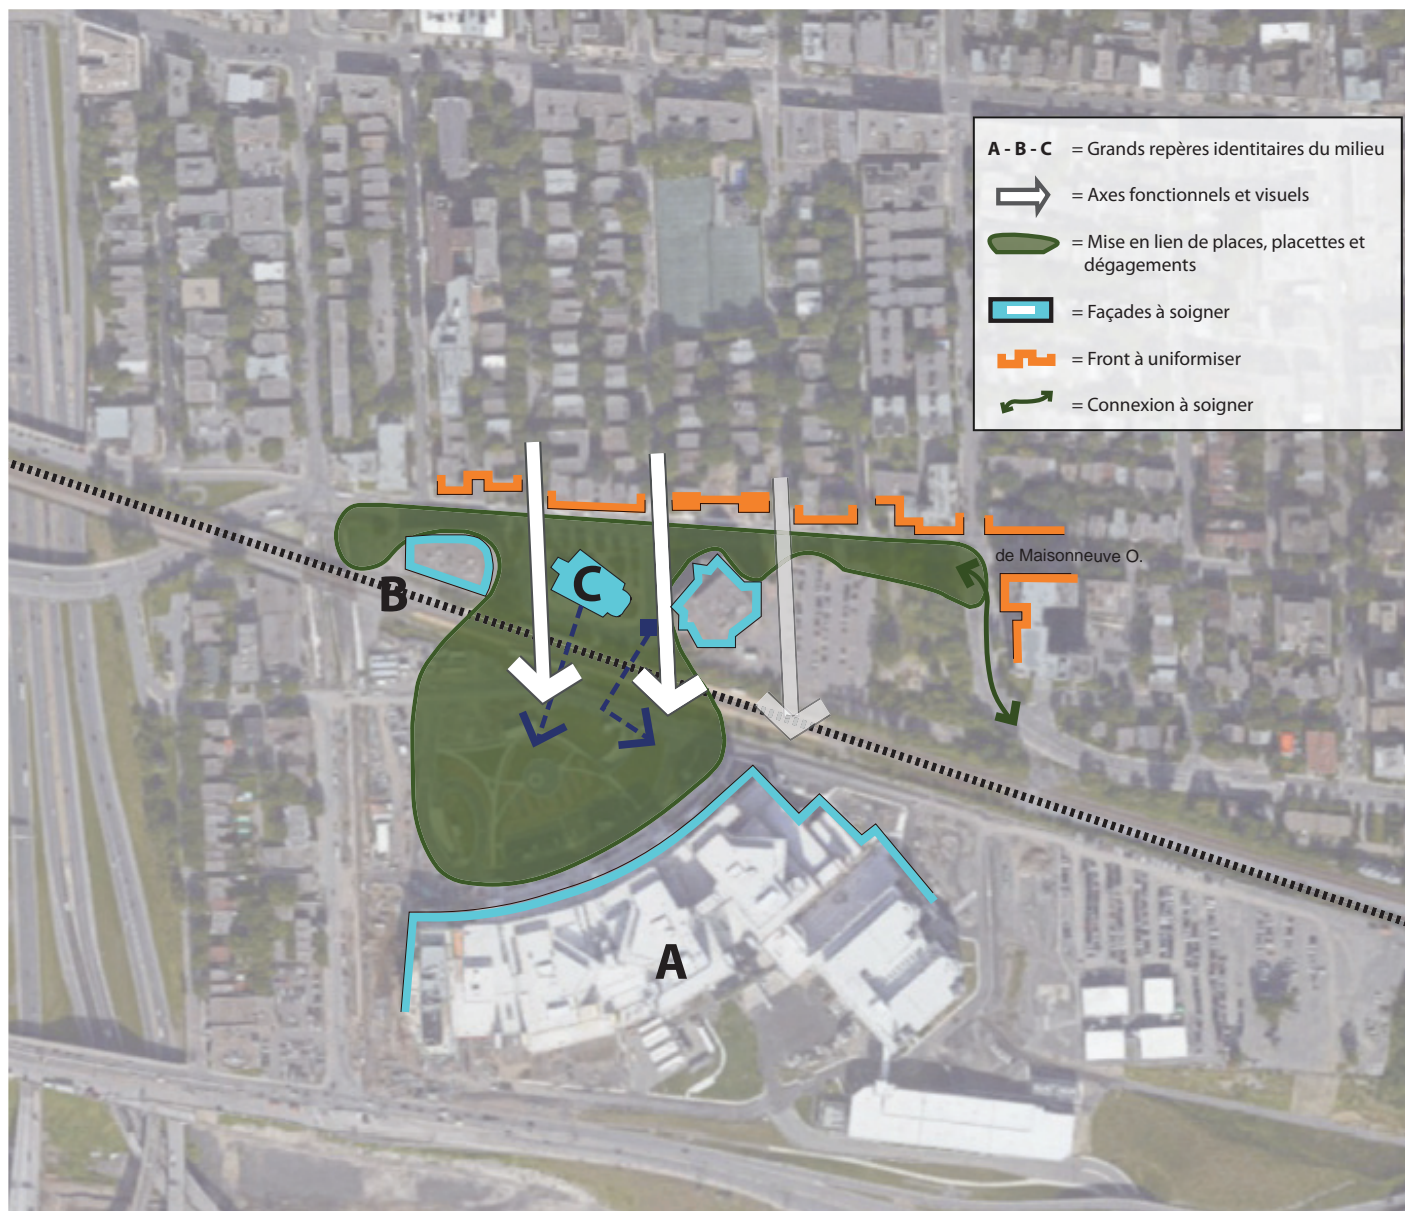 A - B - C = Grands repères identitaires du milieu
= Axes fonctionnels et visuels
= Mise en lien de places, placettes et
dégagements
= Façades à soigner
= Front à uniformiser
= Connexion à soigner
de Maisonneuve O.
C
B
A